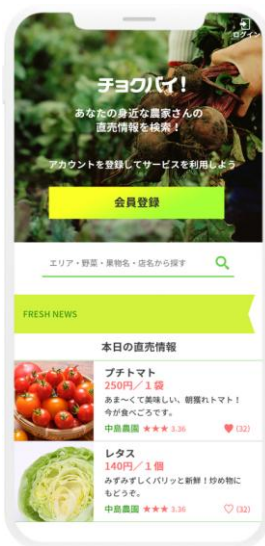 ログイン
チョクバイ!
あなたの身近な農家さんの
直売情報を検索！
アカウントを登録してサービスを利用しよう
会員登録
エリア・野菜・果物名・店名から探す
FRESH NEWS
本日の直売情報
プチトマト
250円／1袋
あま〜くて美味しい、朝獲れトマト！
今が食べごろです。
中島農園 ★★★ 3.36 ♥ (32)
レタス
140円／1個
みずみずしくパリッと新鮮！炒め物に
もどうぞ。
中島農園 ★★★ 3.36 ♡ (32)